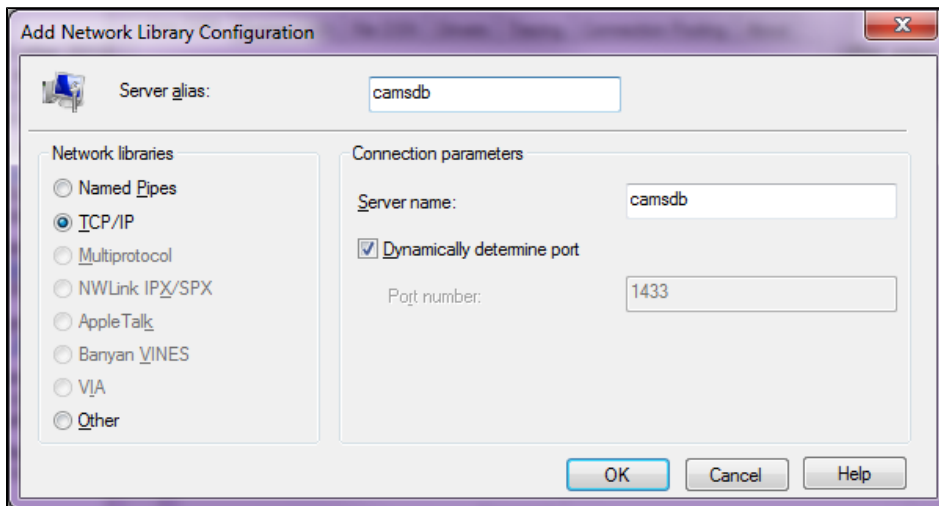 Add Network Library Configuration
Server alias:
camsdb
Network libraries
Named Pipes
TCP/IP
Multiprotocol
NWLink IPX/SPX
AppleTalk
Banyan VINES
VIA
Other
Connection parameters
Server name:
camsdb
Dynamically determine port
Port number:
1433
OK
Cancel
Help